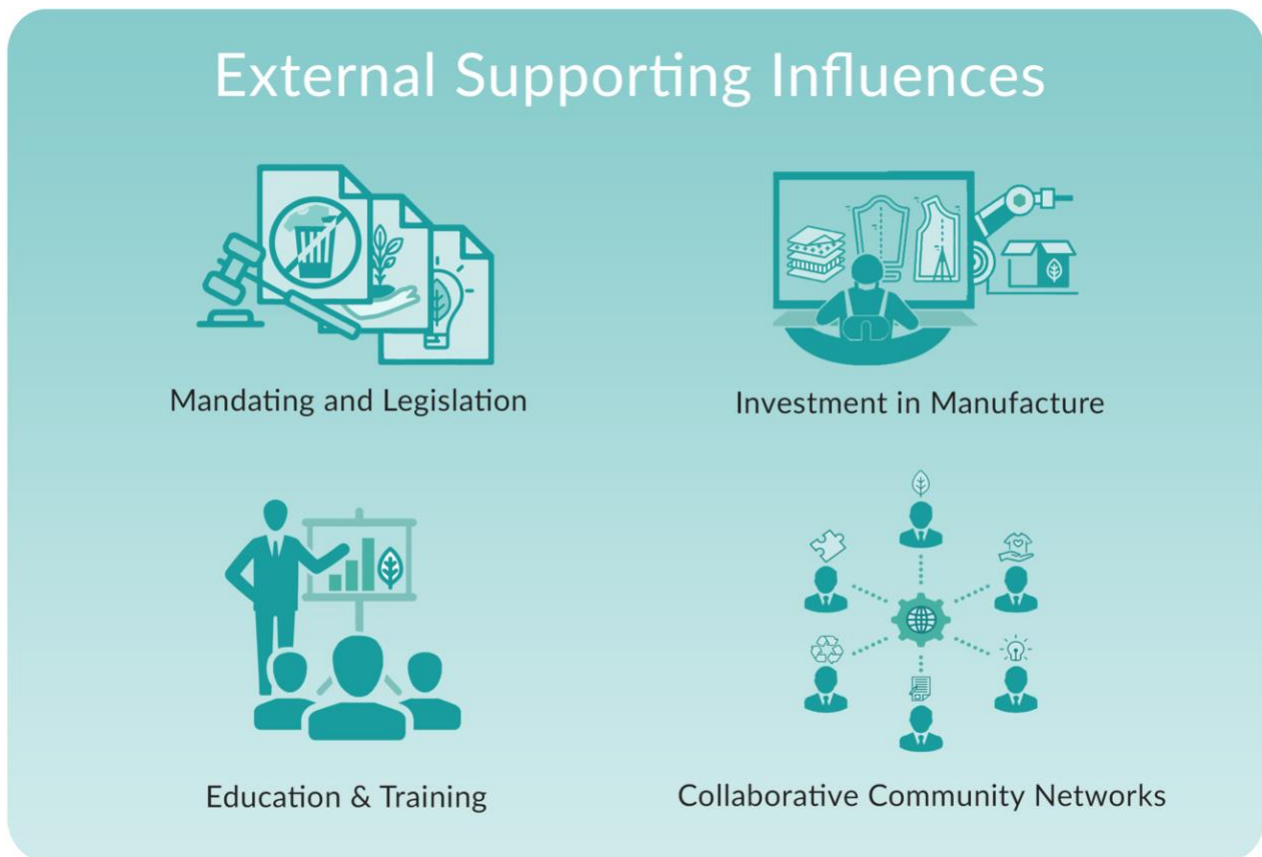 External Supporting Influences
Mandating and Legislation
Investment in Manufacture
Education & Training
Collaborative Community Networks